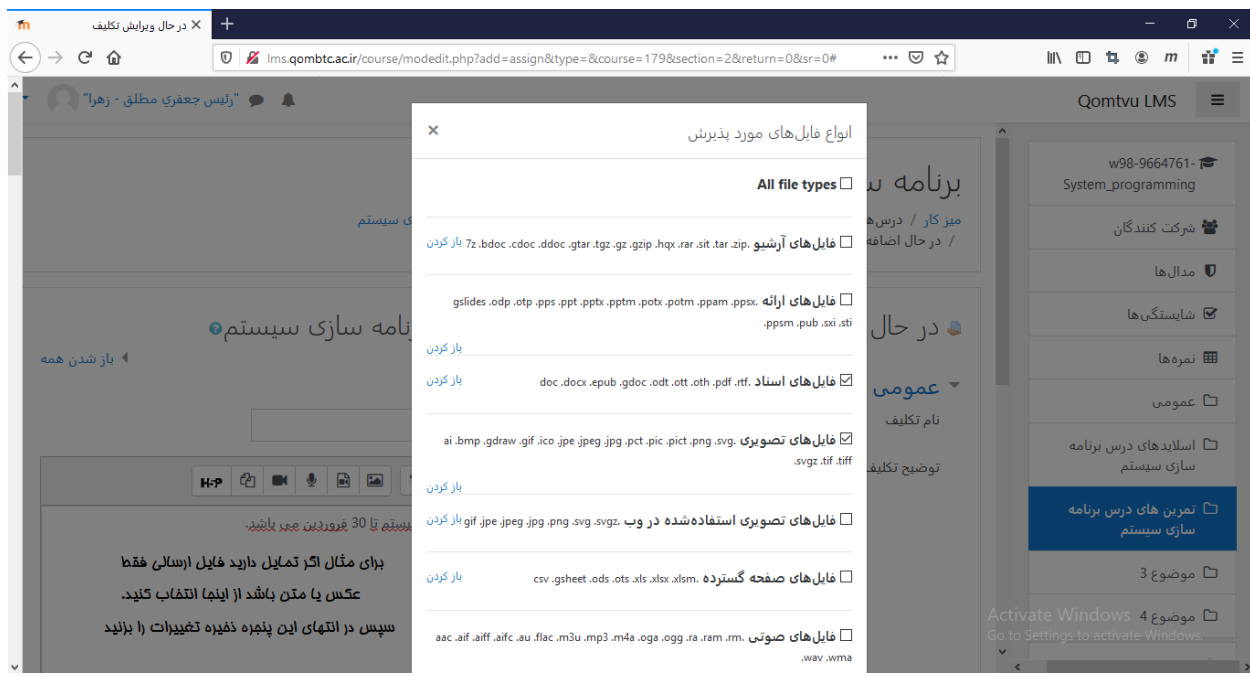 در حال ویرایش تکلیف
lms.qombtc.ac.ir/course/modedit.php?add=assign&type=&course=179&section=2&return=0&sr=0#
Qomtvu LMS
"رئیس جعفري مطلق - زهرا"
w98-9664761-
System_programming
شرکت کنندگان
مدال‌ها
شایستگی‌ها
نمره‌ها
عمومی
اسلایدهای درس برنامه
سازی سیستم
تمرین های درس برنامه
سازی سیستم
موضوع 3
موضوع 4
برنامه س
ی سیستم
میز کار / درس‌ه
/ در حال اضافه
در حال
نامه سازی سیستم
باز شدن همه
عمومی
نام تکلیف
توضیح تکلیف
H-P
یستم تا 30 فروردین می باشد.
برای مثال اگر تمایل دارید فایل ارسالی فقط
عکس یا متن باشد از اینجا انتخاب کنید.
سپس در انتهای این پنجره ذخیره تغییرات را بزنید
انواع فایل‌های مورد پذیرش
All file types
فایل‌های آرشیو .7z .bdoc .cdoc .ddoc .gtar .tgz .gz .gzip .hqx .rar .sit .tar .zip باز کردن
فایل‌های ارائه .gslides .odp .otp .pps .ppt .pptx .pptm .potx .potm .ppam .ppsx
.ppsm .pub .sxi .sti
باز کردن
فایل‌های اسناد .doc .docx .epub .gdoc .odt .ott .oth .pdf .rtf باز کردن
فایل‌های تصویری .ai .bmp .gdraw .gif .ico .jpe .jpeg .jpg .pct .pic .pict .png .svg
.svgz .tif .tiff
باز کردن
فایل‌های تصویری استفاده‌شده در وب .gif .jpe .jpeg .jpg .png .svg .svgz باز کردن
فایل‌های صفحه گسترده .csv .gsheet .ods .ots .xls .xlsx .xlsm باز کردن
فایل‌های صوتی .aac .aif .aiff .aifc .au .flac .m3u .mp3 .m4a .oga .ogg .ra .ram .rm
.wav .wma
Activate Windows
Go to Settings to activate Windows.